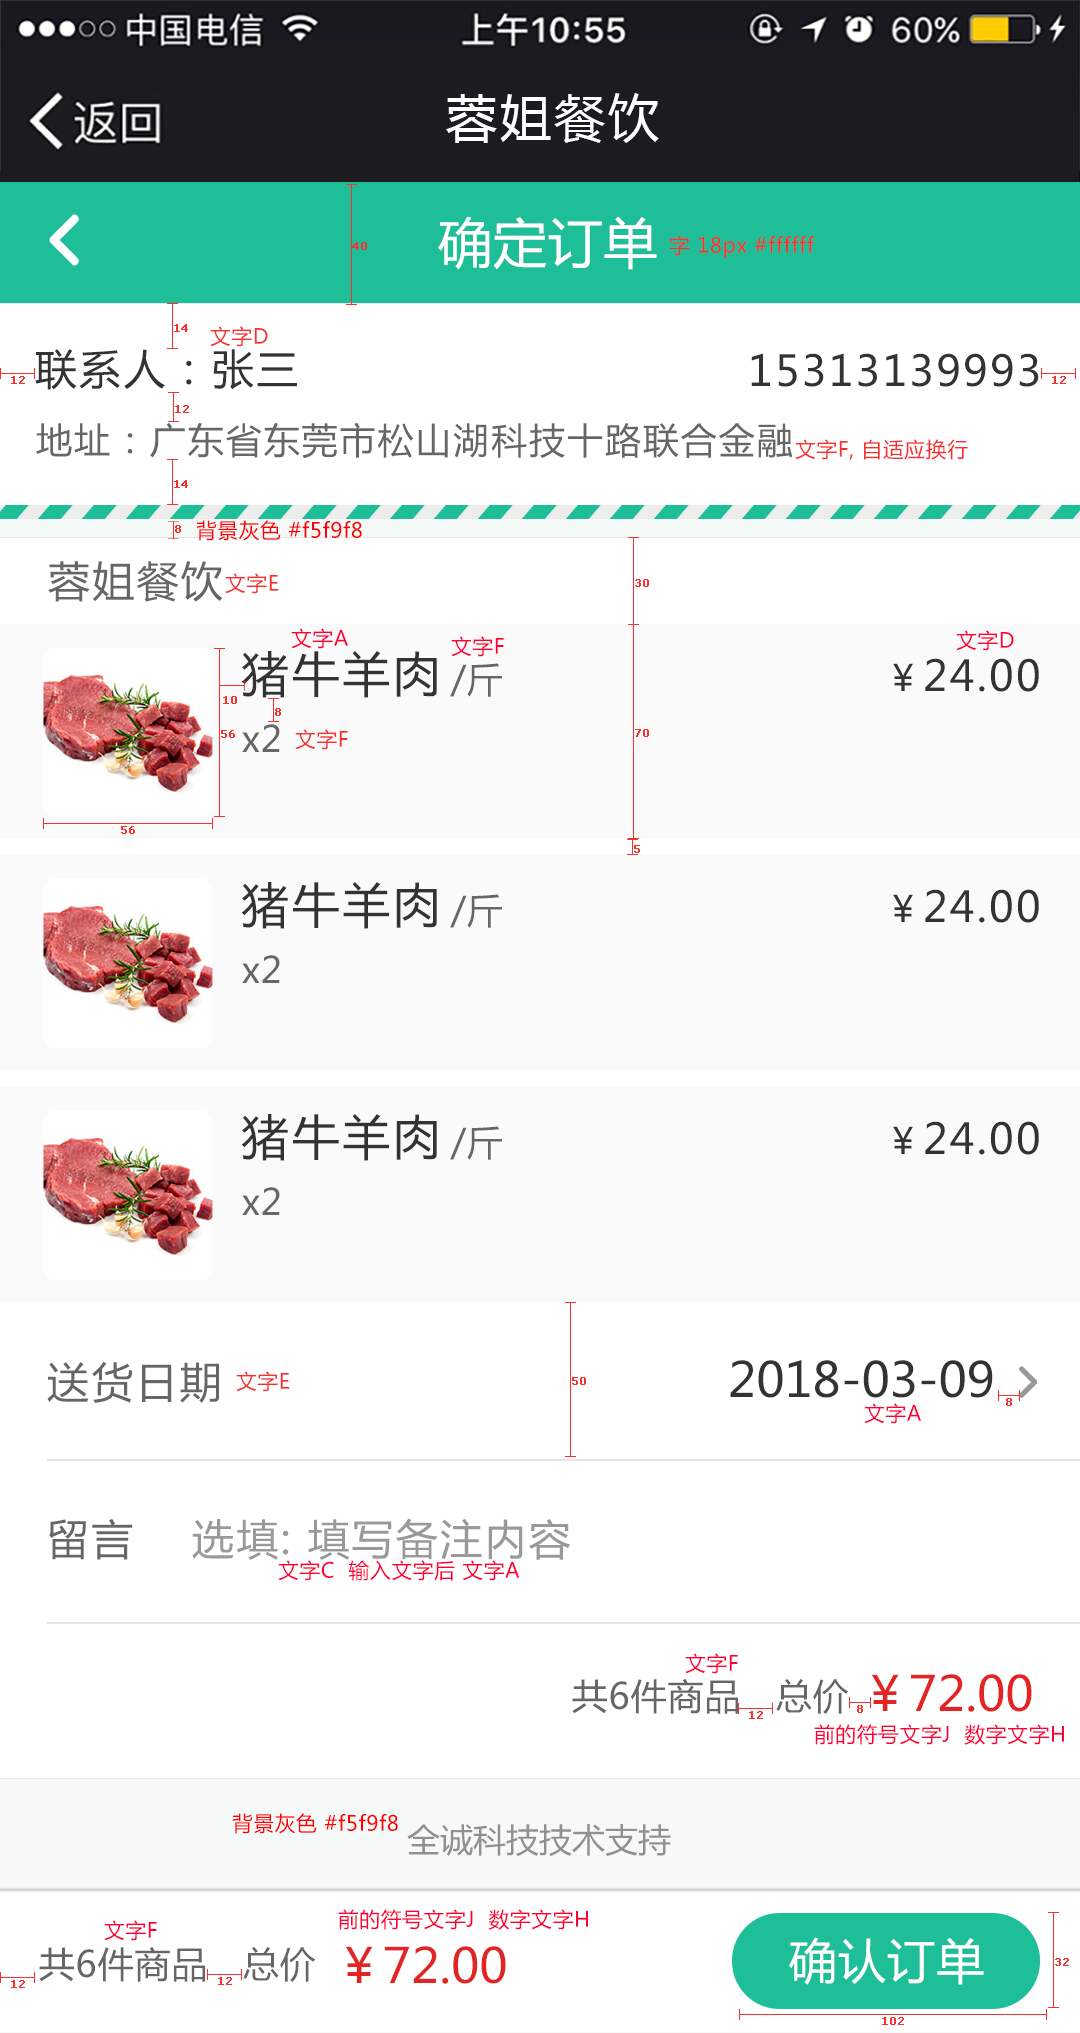 中国电信 上午10:55 60%
返回 蓉姐餐饮
确定订单 字 18px #ffffff
40
14 文字D
12 联系人：张三 15313139993 12
12
地址：广东省东莞市松山湖科技十路联合金融 文字F, 自适应换行
14
8 背景灰色 #f5f9f8
蓉姐餐饮 文字E 30
文字A 文字F 文字D
猪牛羊肉 /斤 ¥24.00
10 8
56 x2 文字F 70
56
5
猪牛羊肉 /斤 ¥24.00
x2
猪牛羊肉 /斤 ¥24.00
x2
送货日期 文字E 50 2018-03-09 8
文字A
留言 选填: 填写备注内容
文字C 输入文字后 文字A
文字F
共6件商品 12 总价 8 ¥72.00
前的符号文字J 数字文字H
背景灰色 #f5f9f8
全诚科技技术支持
文字F 前的符号文字J 数字文字H
12 共6件商品 12 总价 ¥72.00 确认订单 32
102